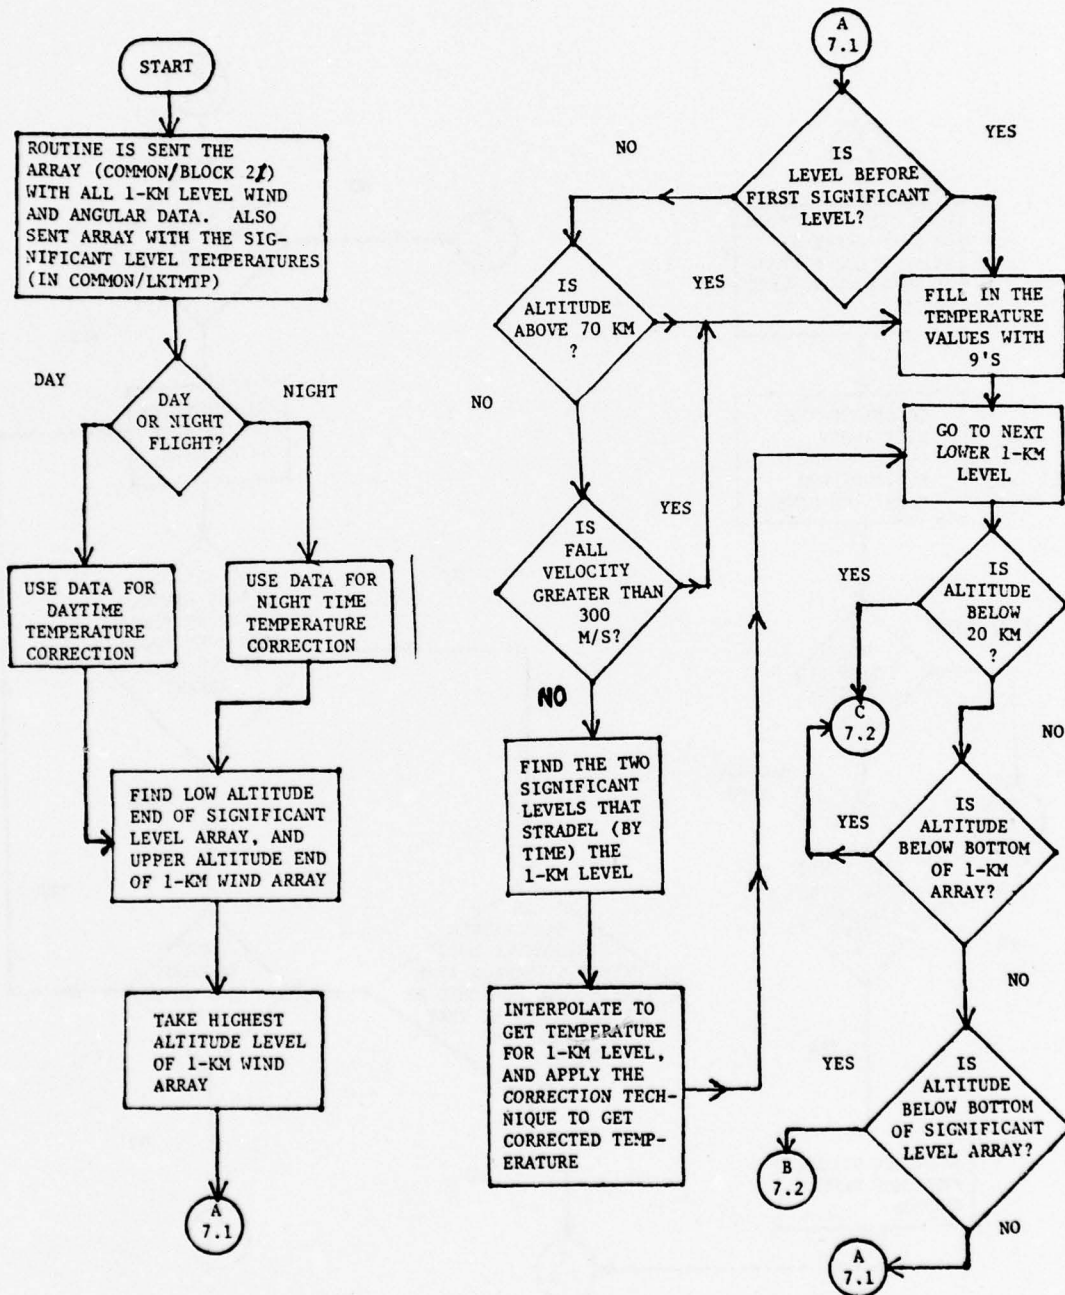 START
ROUTINE IS SENT THE
ARRAY (COMMON/BLOCK 21)
WITH ALL 1-KM LEVEL WIND
AND ANGULAR DATA. ALSO
SENT ARRAY WITH THE SIG-
NIFICANT LEVEL TEMPERATURES
(IN COMMON/LKTMTP)
DAY
NIGHT
DAY
OR NIGHT
FLIGHT?
USE DATA FOR
DAYTIME
TEMPERATURE
CORRECTION
USE DATA FOR
NIGHT TIME
TEMPERATURE
CORRECTION
FIND LOW ALTITUDE
END OF SIGNIFICANT
LEVEL ARRAY, AND
UPPER ALTITUDE END
OF 1-KM WIND ARRAY
TAKE HIGHEST
ALTITUDE LEVEL
OF 1-KM WIND
ARRAY
A
7.1
A
7.1
NO
YES
IS
LEVEL BEFORE
FIRST SIGNIFICANT
LEVEL?
YES
IS
ALTITUDE
ABOVE 70 KM
?
NO
YES
IS
FALL
VELOCITY
GREATER THAN
300
M/S?
NO
FIND THE TWO
SIGNIFICANT
LEVELS THAT
STRADEL (BY
TIME) THE
1-KM LEVEL
INTERPOLATE TO
GET TEMPERATURE
FOR 1-KM LEVEL,
AND APPLY THE
CORRECTION TECH-
NIQUE TO GET
CORRECTED TEMP-
ERATURE
FILL IN THE
TEMPERATURE
VALUES WITH
9'S
GO TO NEXT
LOWER 1-KM
LEVEL
YES
IS
ALTITUDE
BELOW
20 KM
?
C
7.2
NO
YES
IS
ALTITUDE
BELOW BOTTOM
OF 1-KM
ARRAY?
NO
YES
IS
ALTITUDE
BELOW BOTTOM
OF SIGNIFICANT
LEVEL ARRAY?
B
7.2
NO
A
7.1